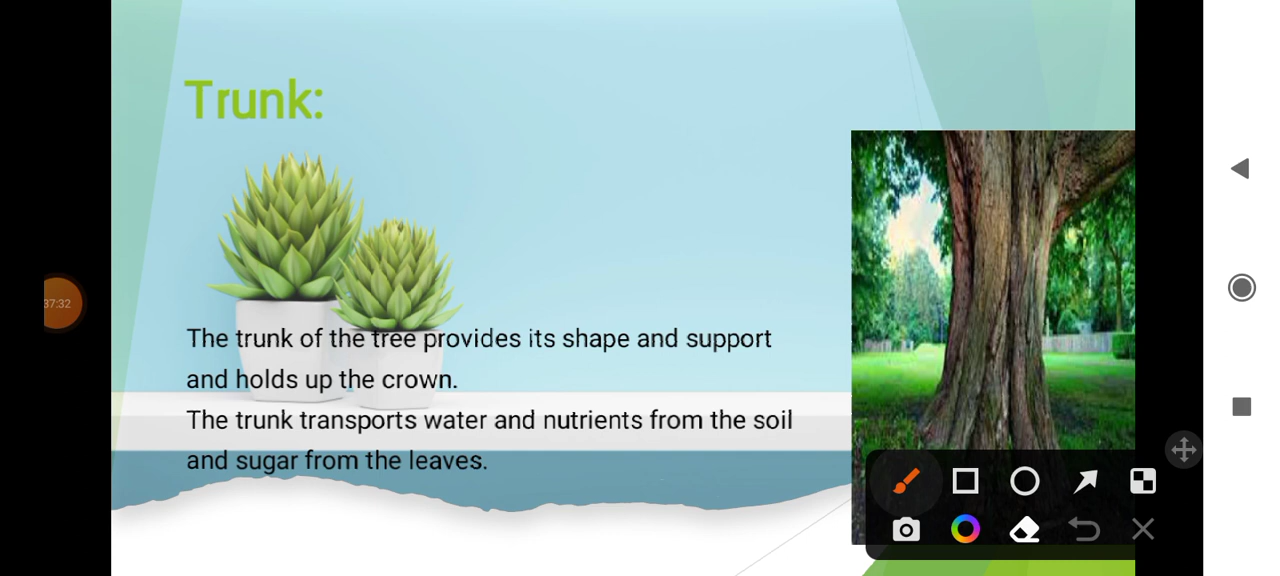 Trunk:
37:32
The trunk of the tree provides its shape and support
and holds up the crown.
The trunk transports water and nutrients from the soil
and sugar from the leaves.